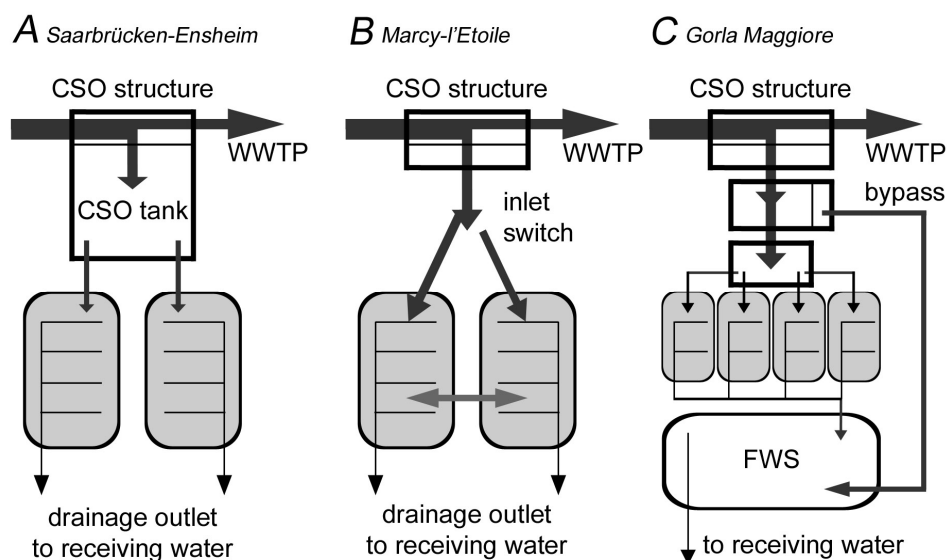 A Saarbrücken-Ensheim
CSO structure
WWTP
CSO tank
drainage outlet
to receiving water
B Marcy-l'Etoile
CSO structure
WWTP
inlet
switch
drainage outlet
to receiving water
C Gorla Maggiore
CSO structure
WWTP
bypass
FWS
to receiving water